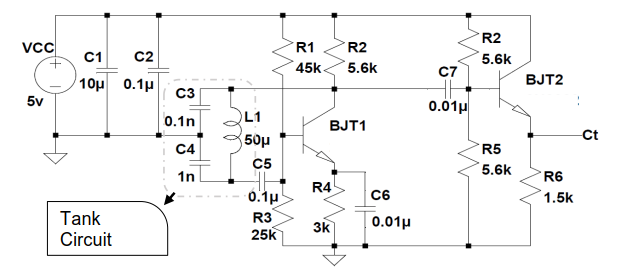 VCC
5v
C1
10µ
C2
0.1µ
C3
0.1n
C4
1n
L1
50µ
C5
0.1µ
R1
45k
R2
5.6k
BJT1
R3
25k
R4
3k
C6
0.01µ
C7
0.01µ
R2
5.6k
BJT2
R5
5.6k
Ct
R6
1.5k
Tank
Circuit